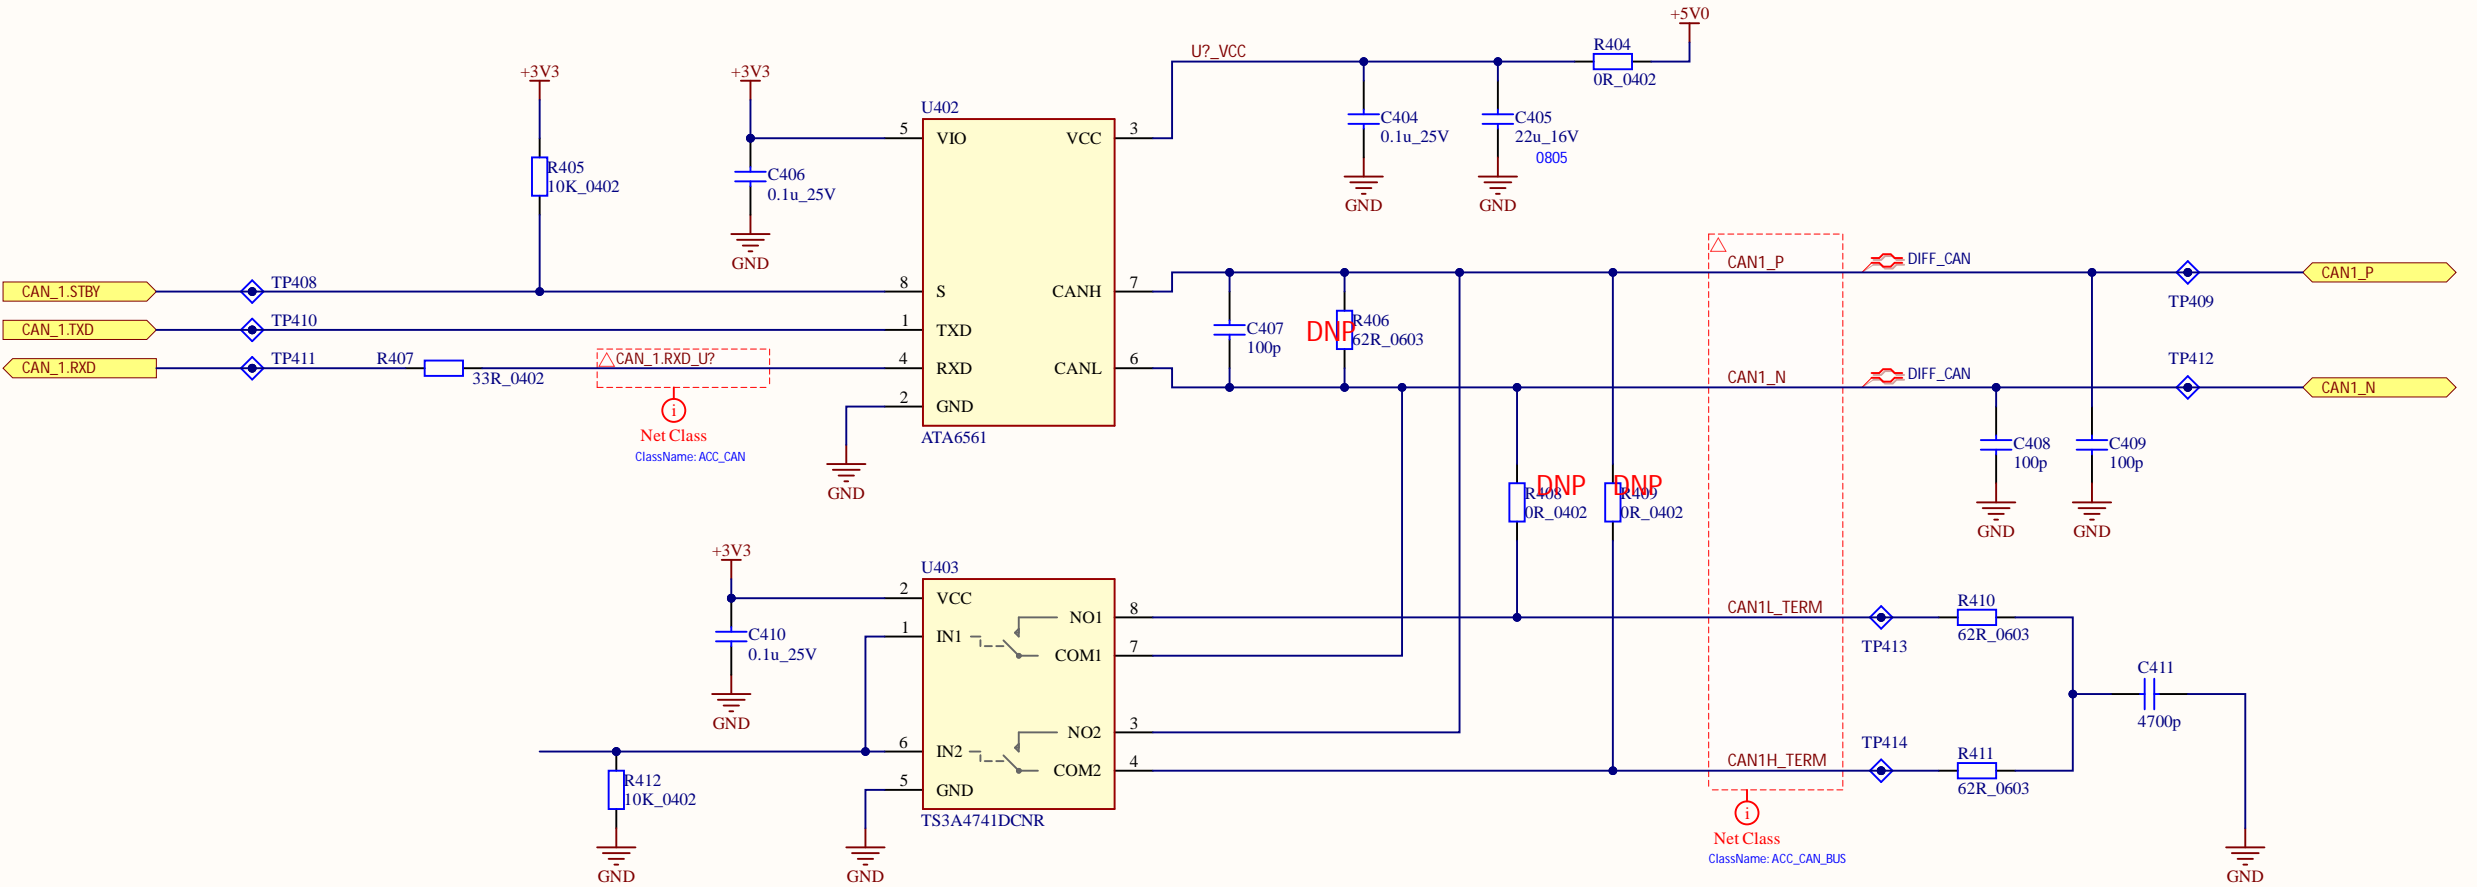 +5V0
U?_VCC
R404
0R_0402
+3V3
+3V3
U402
5
VIO
VCC
3
C404
0.1u_25V
C405
22u_16V
0805
R405
10K_0402
C406
0.1u_25V
GND
GND
GND
CAN_1.STBY
TP408
8
S
CANH
7
CAN1_P
DIFF_CAN
CAN1_P
TP409
CAN_1.TXD
TP410
1
TXD
C407
100p
DNP
R406
62R_0603
CAN_1.RXD
TP411
R407
33R_0402
CAN_1.RXD_U?
4
RXD
CANL
6
CAN1_N
DIFF_CAN
TP412
CAN1_N
2
GND
ATA6561
i
Net Class
ClassName: ACC_CAN
GND
C408
100p
C409
100p
GND
GND
DNP
R408
0R_0402
DNP
R409
0R_0402
+3V3
U403
2
VCC
NO1
8
CAN1L_TERM
TP413
R410
62R_0603
C410
0.1u_25V
1
IN1
COM1
7
GND
C411
4700p
NO2
3
6
IN2
COM2
4
CAN1H_TERM
TP414
R411
62R_0603
R412
10K_0402
5
GND
TS3A4741DCNR
i
Net Class
ClassName: ACC_CAN_BUS
GND
GND
GND